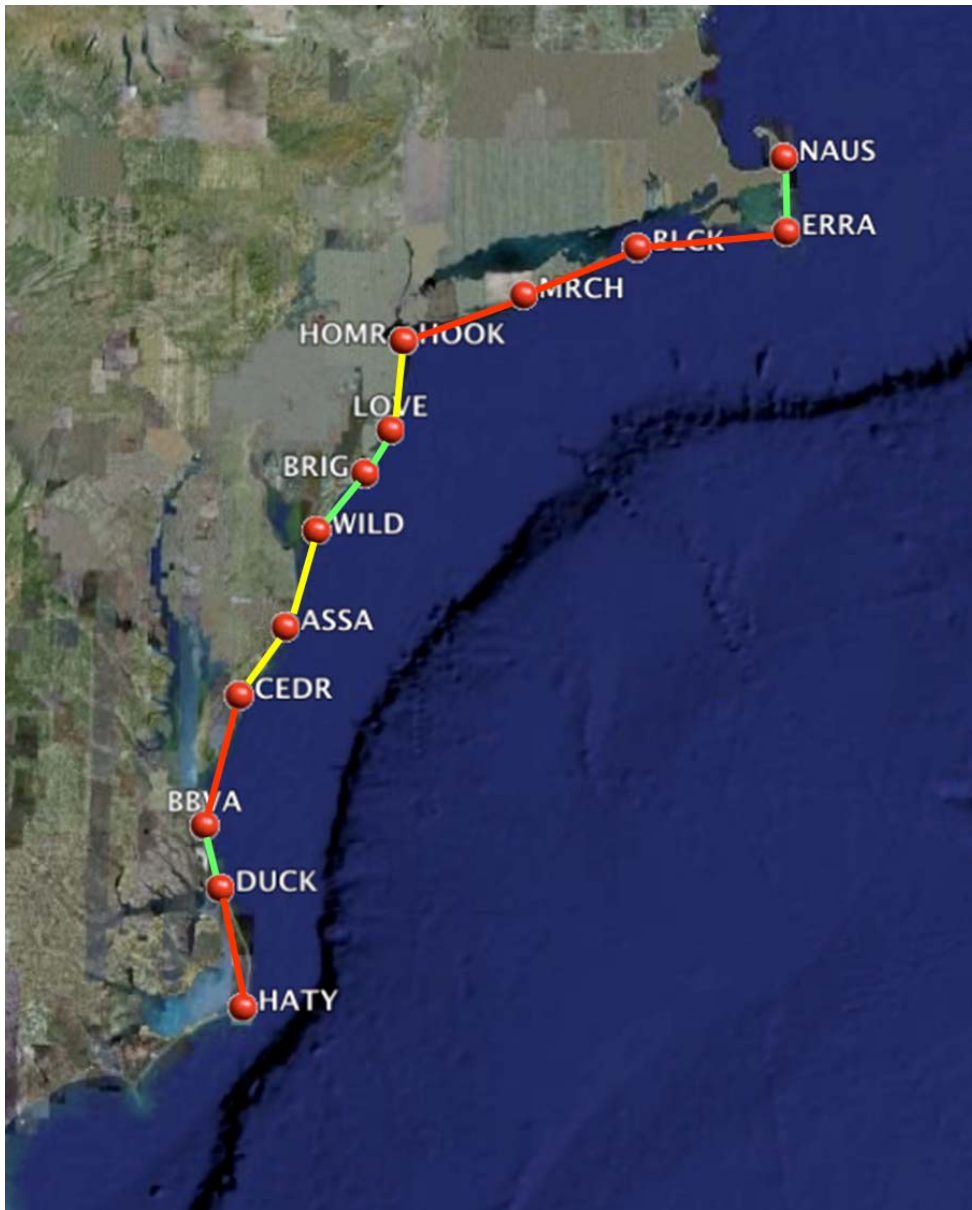 NAUS
ERRA
BLCK
MRCH
HOMR HOOK
LOVE
BRIG
WILD
ASSA
CEDR
BBVA
DUCK
HATY